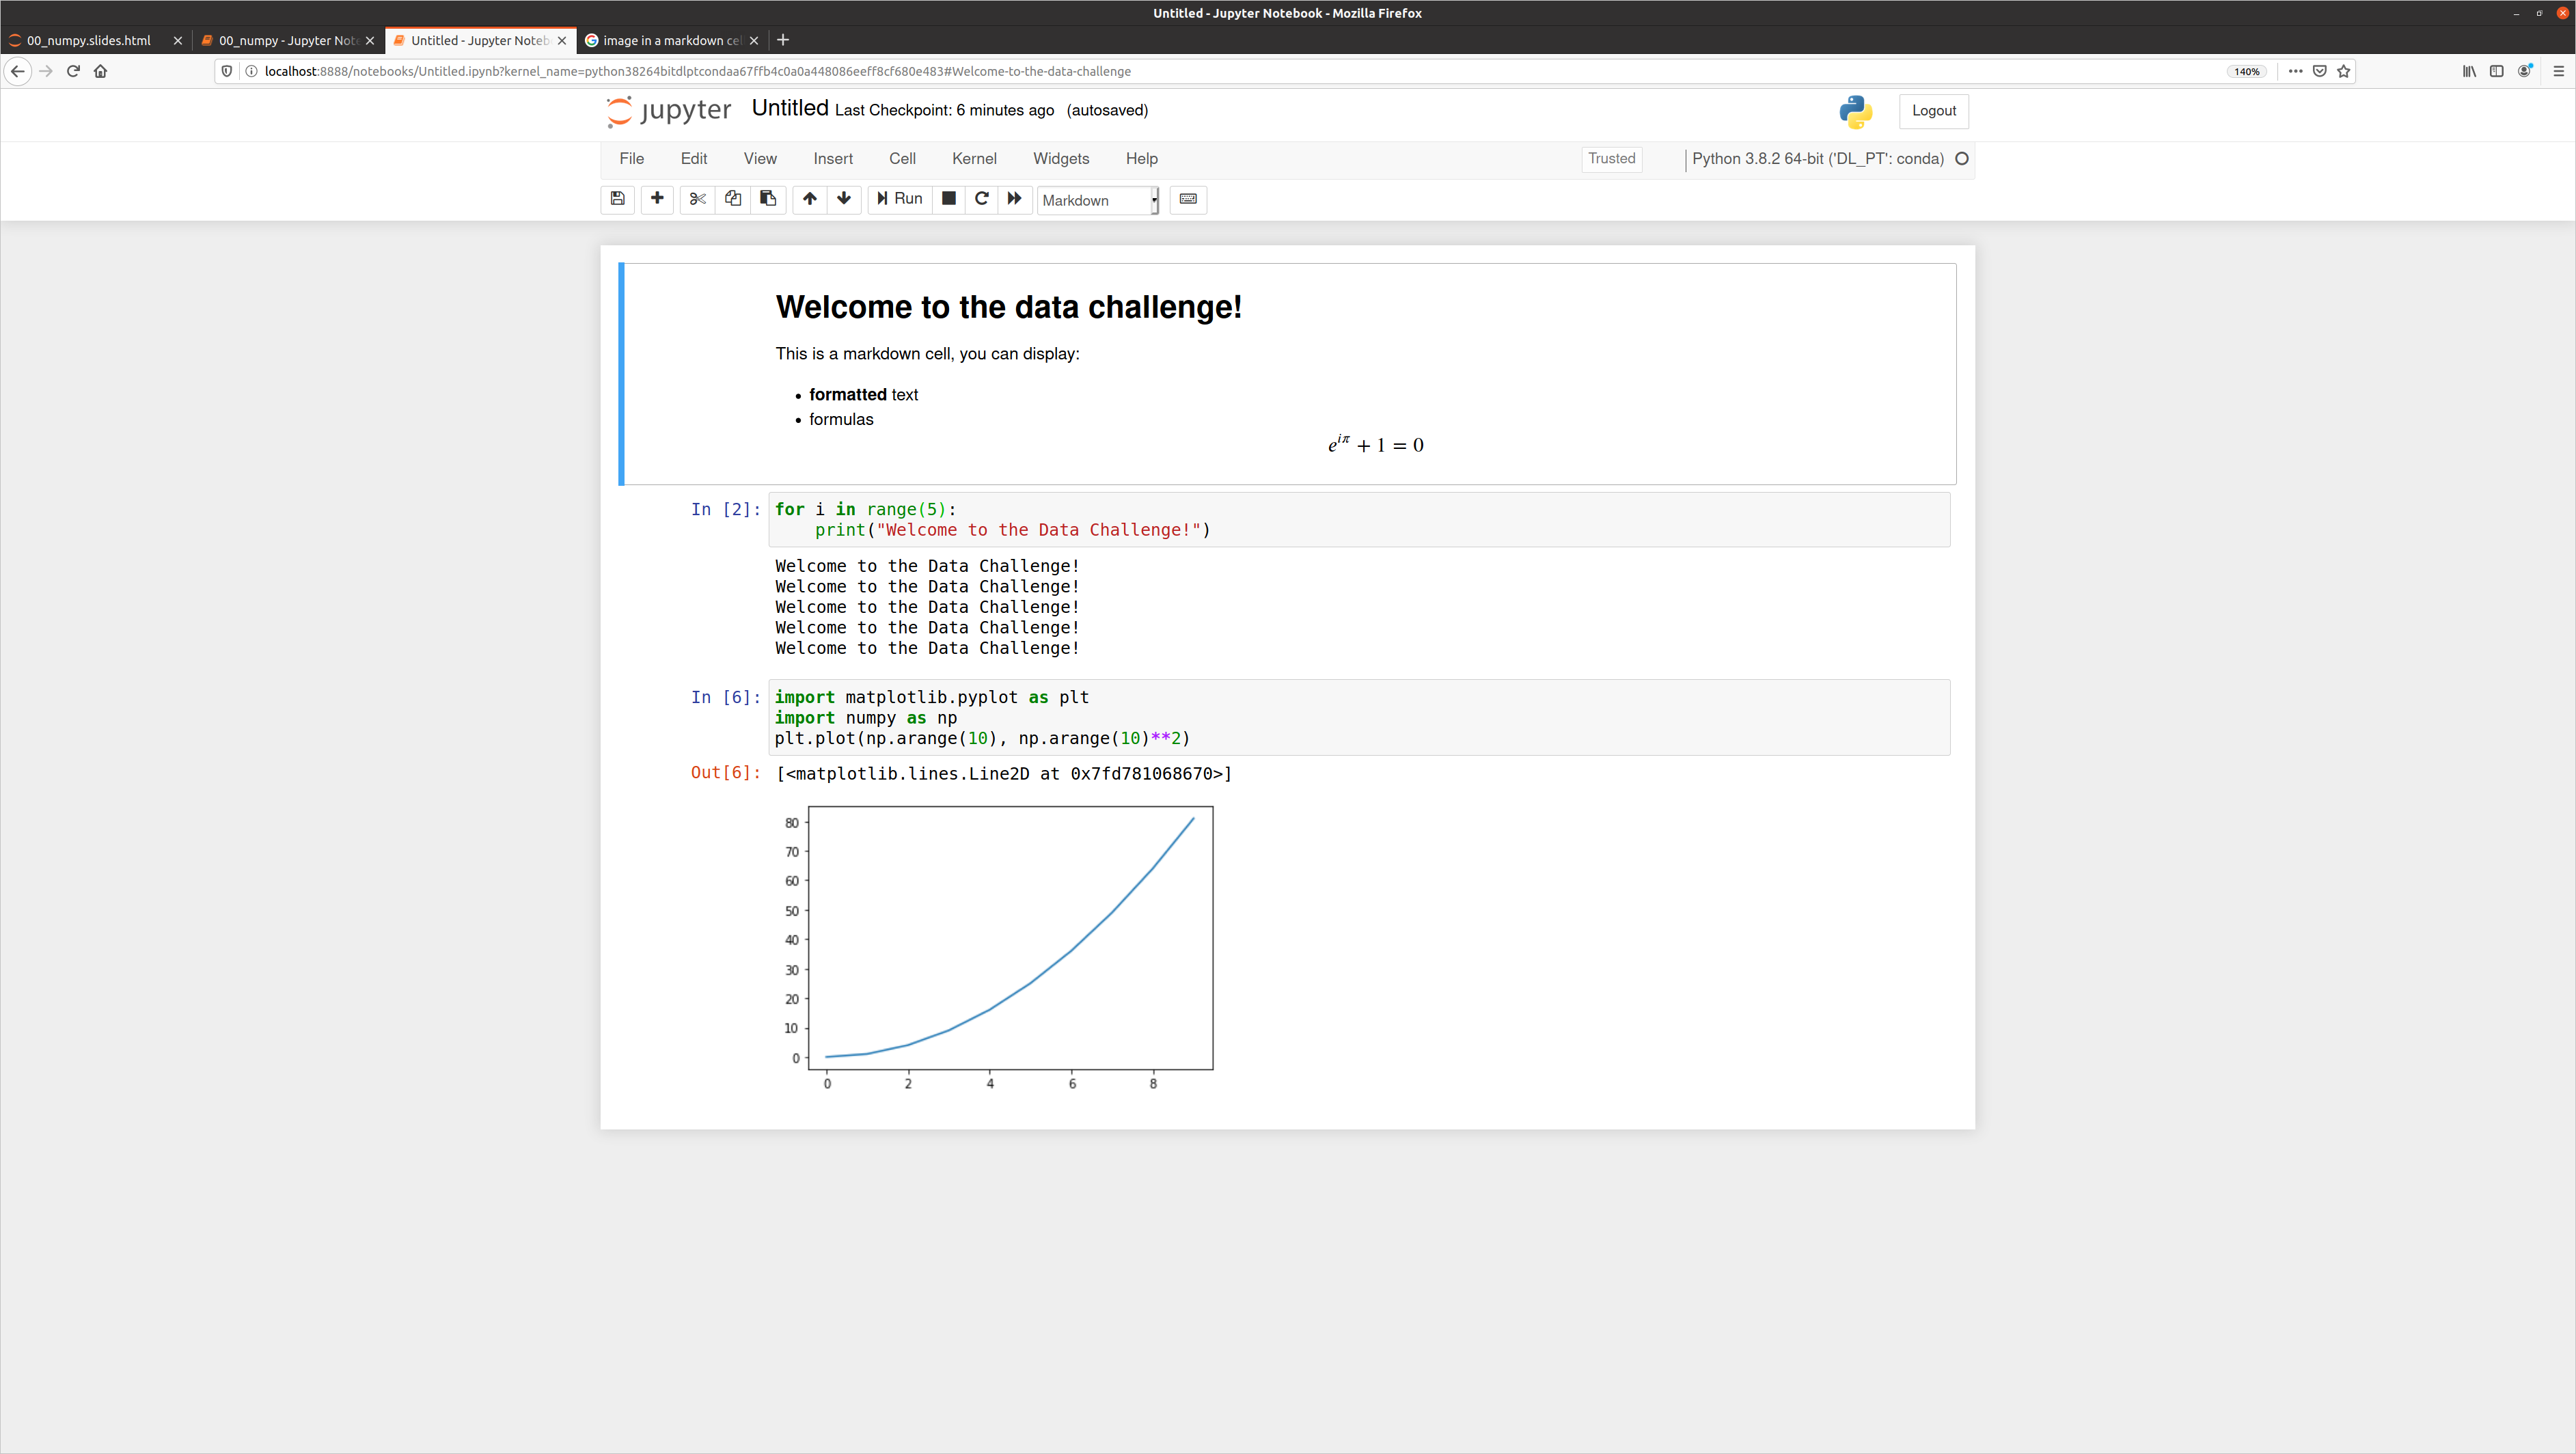 Untitled - Jupyter Notebook - Mozilla Firefox
00_numpy.slides.html
00_numpy - Jupyter Note
Untitled - Jupyter Noteb
image in a markdown ce
localhost:8888/notebooks/Untitled.ipynb?kernel_name=python38264bitdlptcondaa67ffb4c0a0a448086eeff8cf680e483#Welcome-to-the-data-challenge
140%
jupyter Untitled Last Checkpoint: 6 minutes ago (autosaved)
Logout
File Edit View Insert Cell Kernel Widgets Help
Trusted
Python 3.8.2 64-bit ('DL_PT': conda)
Run
Markdown
Welcome to the data challenge!
This is a markdown cell, you can display:
• formatted text
• formulas
e^{iπ} + 1 = 0
In [2]: for i in range(5):
    print("Welcome to the Data Challenge!")
Welcome to the Data Challenge!
Welcome to the Data Challenge!
Welcome to the Data Challenge!
Welcome to the Data Challenge!
Welcome to the Data Challenge!
In [6]: import matplotlib.pyplot as plt
import numpy as np
plt.plot(np.arange(10), np.arange(10)**2)
Out[6]: [<matplotlib.lines.Line2D at 0x7fd781068670>]
80
70
60
50
40
30
20
10
0
0 2 4 6 8